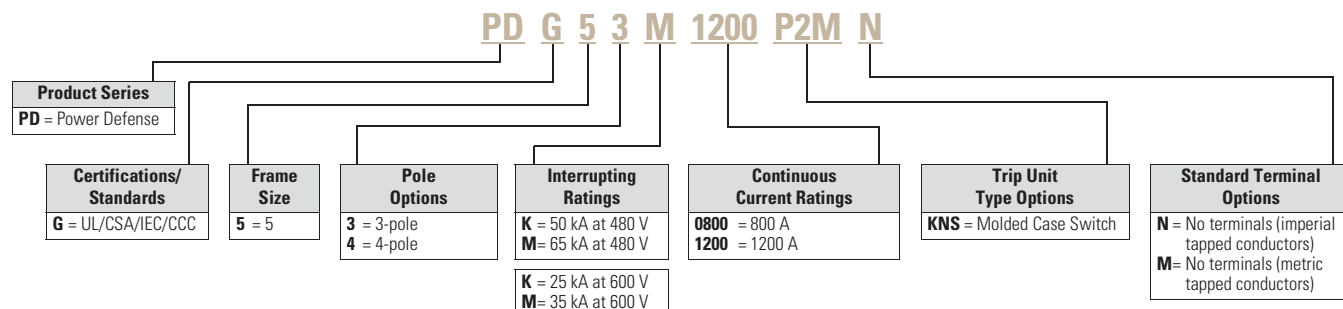 PD G 5 3 M 1200 P2M N
Product Series
PD = Power Defense
Certifications/
Standards
G = UL/CSA/IEC/CCC
Frame
Size
5 = 5
Pole
Options
3 = 3-pole
4 = 4-pole
Interrupting
Ratings
K = 50 kA at 480 V
M= 65 kA at 480 V
K = 25 kA at 600 V
M= 35 kA at 600 V
Continuous
Current Ratings
0800 = 800 A
1200 = 1200 A
Trip Unit
Type Options
KNS = Molded Case Switch
Standard Terminal
Options
N = No terminals (imperial
tapped conductors)
M= No terminals (metric
tapped conductors)